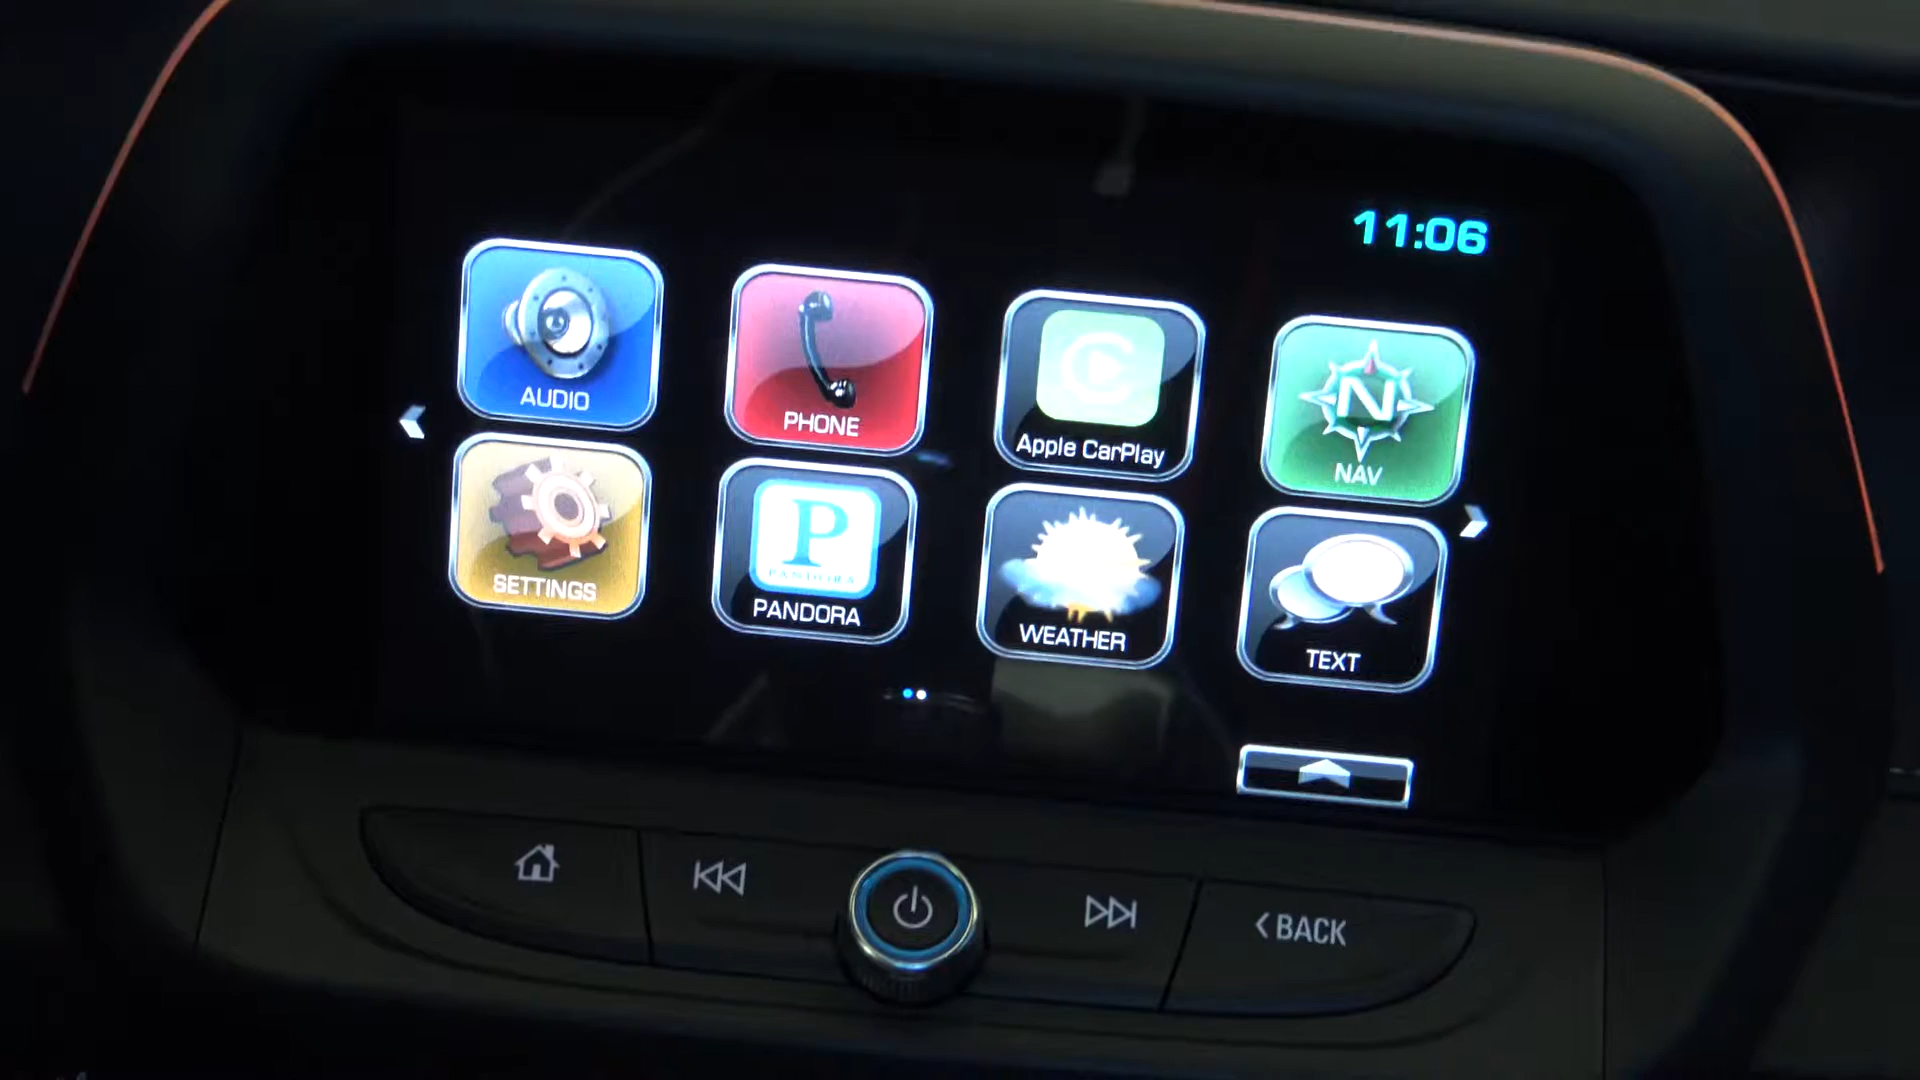 11:06
AUDIO
PHONE
Apple CarPlay
N
NAV
SETTINGS
P
PANDORA
PANDORA
WEATHER
TEXT
BACK